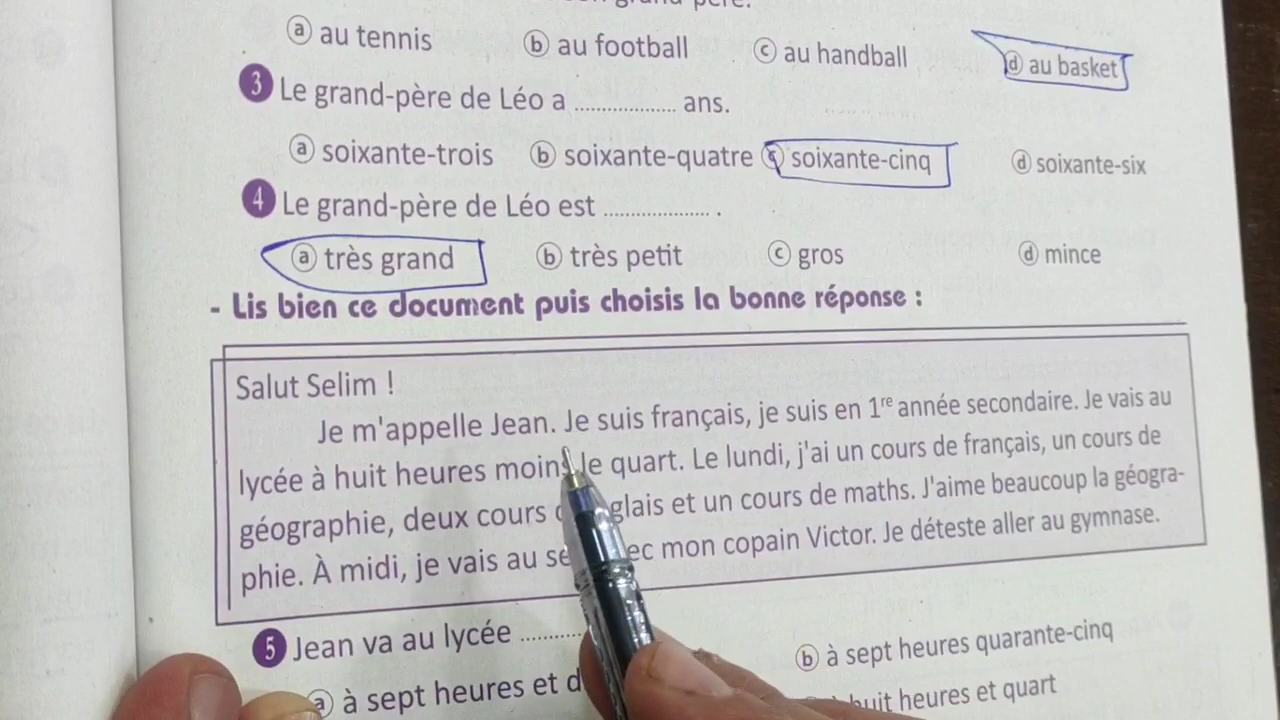 ⓐ au tennis ⓑ au football ⓒ au handball ⓓ au basket
3 Le grand-père de Léo a .................. ans.
ⓐ soixante-trois ⓑ soixante-quatre ⓒ soixante-cinq ⓓ soixante-six
4 Le grand-père de Léo est .................... .
ⓐ très grand ⓑ très petit ⓒ gros ⓓ mince
- Lis bien ce document puis choisis la bonne réponse :
Salut Selim !
Je m'appelle Jean. Je suis français, je suis en 1re année secondaire. Je vais au
lycée à huit heures moins le quart. Le lundi, j'ai un cours de français, un cours de
géographie, deux cours et un cours de maths. J'aime beaucoup la géogra-
phie. À midi, je vais au mon copain Victor. Je déteste aller au gymnase.
5 Jean va au lycée ..........
ⓑ à sept heures quarante-cinq
ⓐ à sept heures et
huit heures et quart